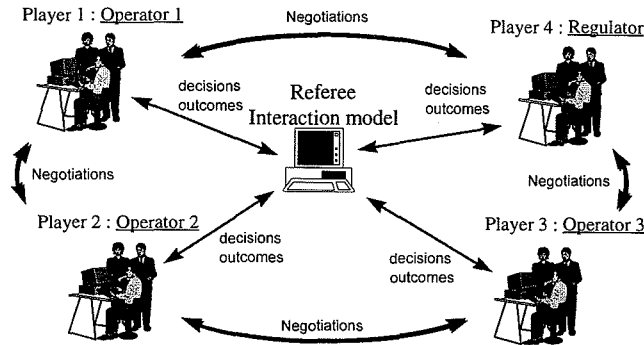 Player 1 : Operator 1
Negotiations
Player 4 : Regulator
decisions
outcomes
Referee
Interaction model
decisions
outcomes
Negotiations
Negotiations
Player 2 : Operator 2
decisions
outcomes
decisions
outcomes
Player 3 : Operator 3
Negotiations